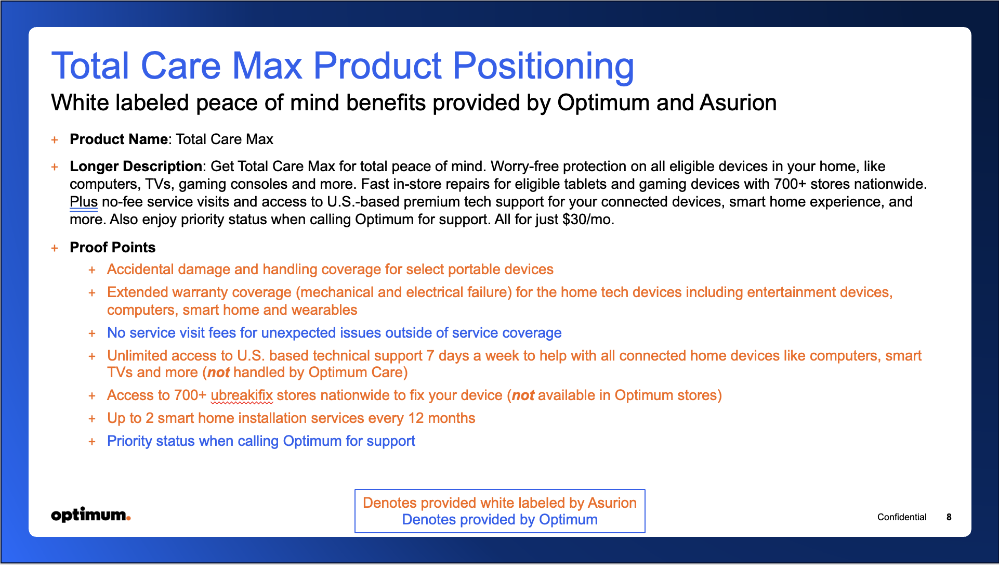 Total Care Max Product Positioning
White labeled peace of mind benefits provided by Optimum and Asurion
+ Product Name: Total Care Max
+ Longer Description: Get Total Care Max for total peace of mind. Worry-free protection on all eligible devices in your home, like
computers, TVs, gaming consoles and more. Fast in-store repairs for eligible tablets and gaming devices with 700+ stores nationwide.
Plus no-fee service visits and access to U.S.-based premium tech support for your connected devices, smart home experience, and
more. Also enjoy priority status when calling Optimum for support. All for just $30/mo.
+ Proof Points
+ Accidental damage and handling coverage for select portable devices
+ Extended warranty coverage (mechanical and electrical failure) for the home tech devices including entertainment devices,
computers, smart home and wearables
+ No service visit fees for unexpected issues outside of service coverage
+ Unlimited access to U.S. based technical support 7 days a week to help with all connected home devices like computers, smart
TVs and more (not handled by Optimum Care)
+ Access to 700+ ubreakifix stores nationwide to fix your device (not available in Optimum stores)
+ Up to 2 smart home installation services every 12 months
+ Priority status when calling Optimum for support
Denotes provided white labeled by Asurion
Denotes provided by Optimum
optimum.
Confidential 8